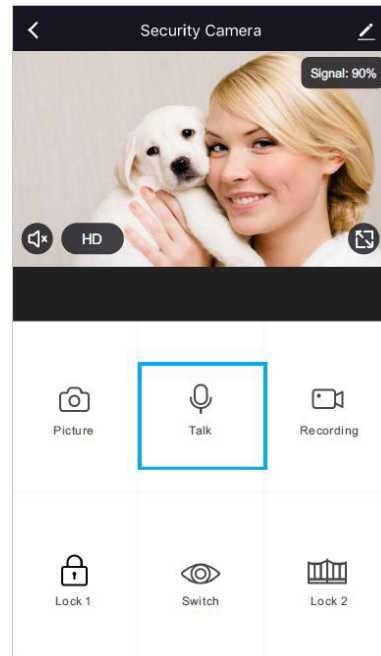 Security Camera
Signal: 90%
HD
Picture
Talk
Recording
Lock 1
Switch
Lock 2